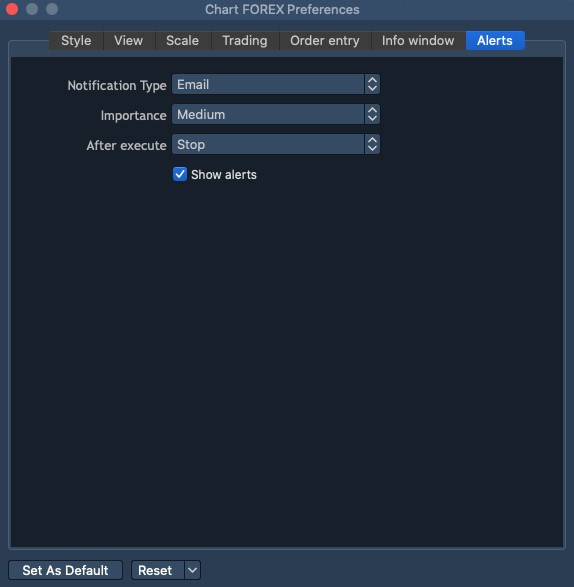 Chart FOREX Preferences
Style View Scale Trading Order entry Info window Alerts
Notification Type Email
Importance Medium
After execute Stop
Show alerts
Set As Default Reset